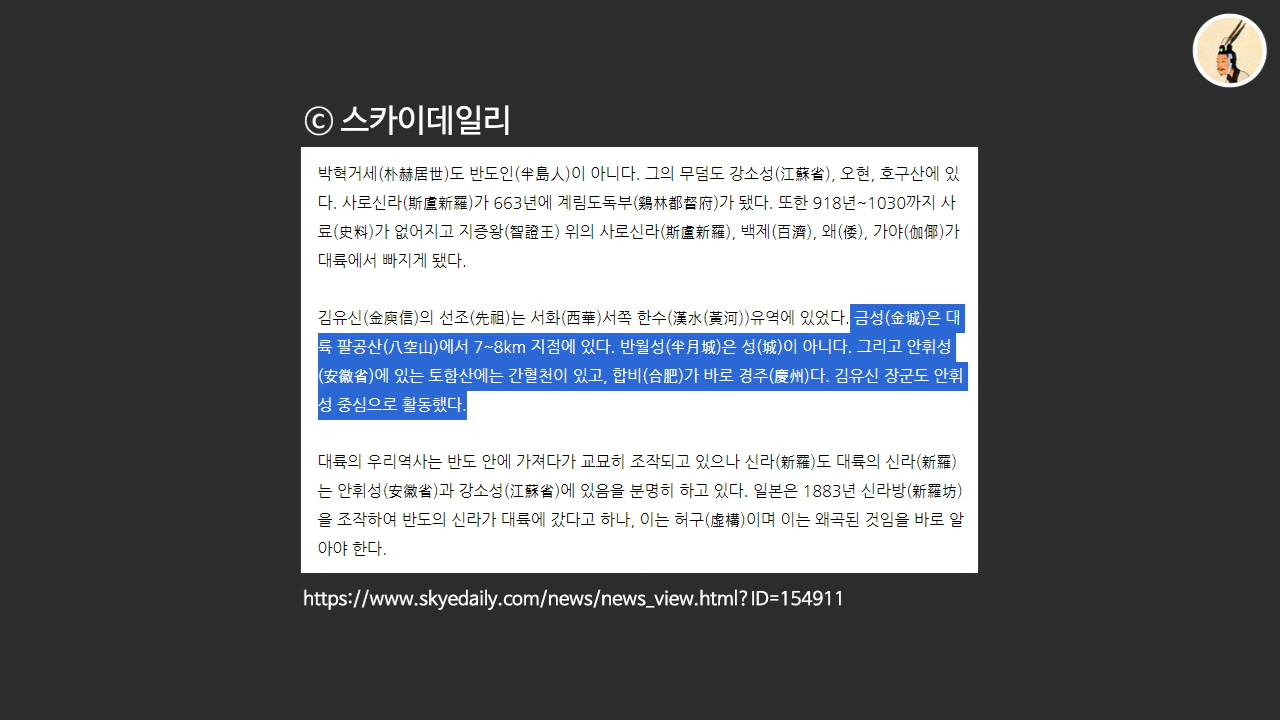 ⓒ 스카이데일리
박혁거세(朴赫居世)도 반도인(半島人)이 아니다. 그의 무덤도 강소성(江蘇省), 오현, 호구산에 있
다. 사로신라(斯盧新羅)가 663년에 계림도독부(鷄林都督府)가 됐다. 또한 918년~1030까지 사
료(史料)가 없어지고 지증왕(智證王) 위의 사로신라(斯盧新羅), 백제(百濟), 왜(倭), 가야(伽倻)가
대륙에서 빠지게 됐다.
김유신(金庾信)의 선조(先祖)는 서화(西華)서쪽 한수(漢水(黃河))유역에 있었다. 금성(金城)은 대
륙 팔공산(八空山)에서 7~8km 지점에 있다. 반월성(半月城)은 성(城)이 아니다. 그리고 안휘성
(安徽省)에 있는 토함산에는 간혈천이 있고, 합비(合肥)가 바로 경주(慶州)다. 김유신 장군도 안휘
성 중심으로 활동했다.
대륙의 우리역사는 반도 안에 가져다가 교묘히 조작되고 있으나 신라(新羅)도 대륙의 신라(新羅)
는 안휘성(安徽省)과 강소성(江蘇省)에 있음을 분명히 하고 있다. 일본은 1883년 신라방(新羅坊)
을 조작하여 반도의 신라가 대륙에 갔다고 하나, 이는 허구(虛構)이며 이는 왜곡된 것임을 바로 알
아야 한다.
https://www.skyedaily.com/news/news_view.html?ID=154911